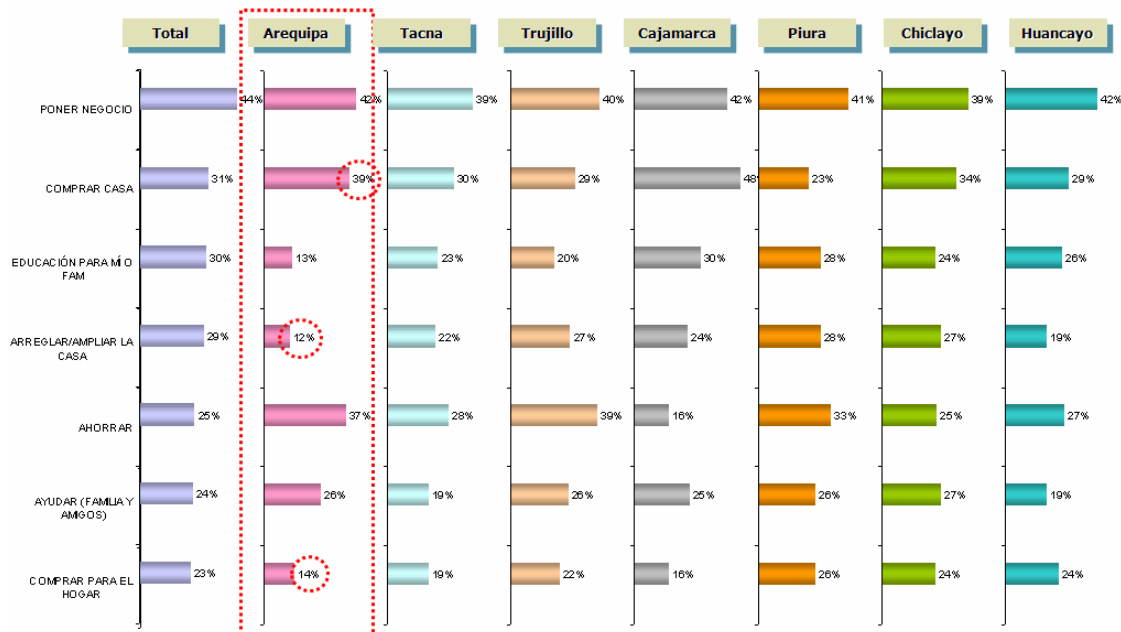 Total Arequipa Tacna Trujillo Cajamarca Piura Chiclayo Huancayo
PONER NEGOCIO 44% 42% 39% 40% 42% 41% 39% 42%
COMPRAR CASA 31% 39% 30% 29% 48% 23% 34% 29%
EDUCACIÓN PARA MÍ O
FAM
30% 13% 23% 20% 30% 28% 24% 26%
ARREGLAR/AMPLIAR LA
CASA
29% 12% 22% 27% 24% 28% 27% 19%
AHORRAR 25% 37% 28% 39% 16% 33% 25% 27%
AYUDAR (FAMILIA Y
AMIGOS)
24% 26% 19% 26% 25% 26% 27% 19%
COMPRAR PARA EL
HOGAR
23% 14% 19% 22% 16% 26% 24% 24%